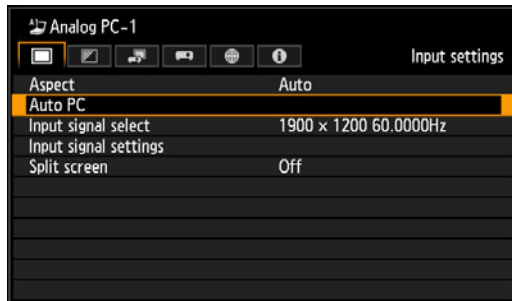 Analog PC-1
Input settings
Aspect Auto
Auto PC
Input signal select 1900 × 1200 60.0000Hz
Input signal settings
Split screen Off